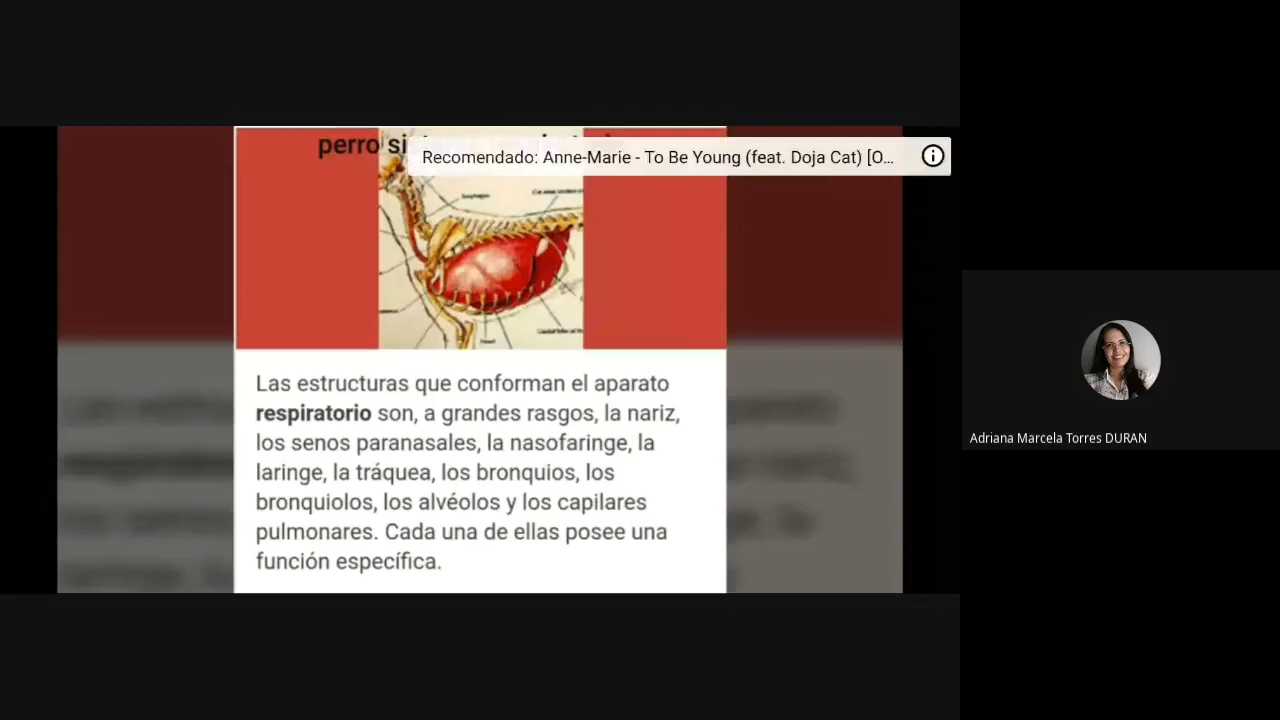 perro
Recomendado: Anne-Marie - To Be Young (feat. Doja Cat) [O...
Esophagus
Heart
Las estructuras que conforman el aparato
respiratorio son, a grandes rasgos, la nariz,
los senos paranasales, la nasofaringe, la
laringe, la tráquea, los bronquios, los
bronquiolos, los alvéolos y los capilares
pulmonares. Cada una de ellas posee una
función específica.
Adriana Marcela Torres DURAN